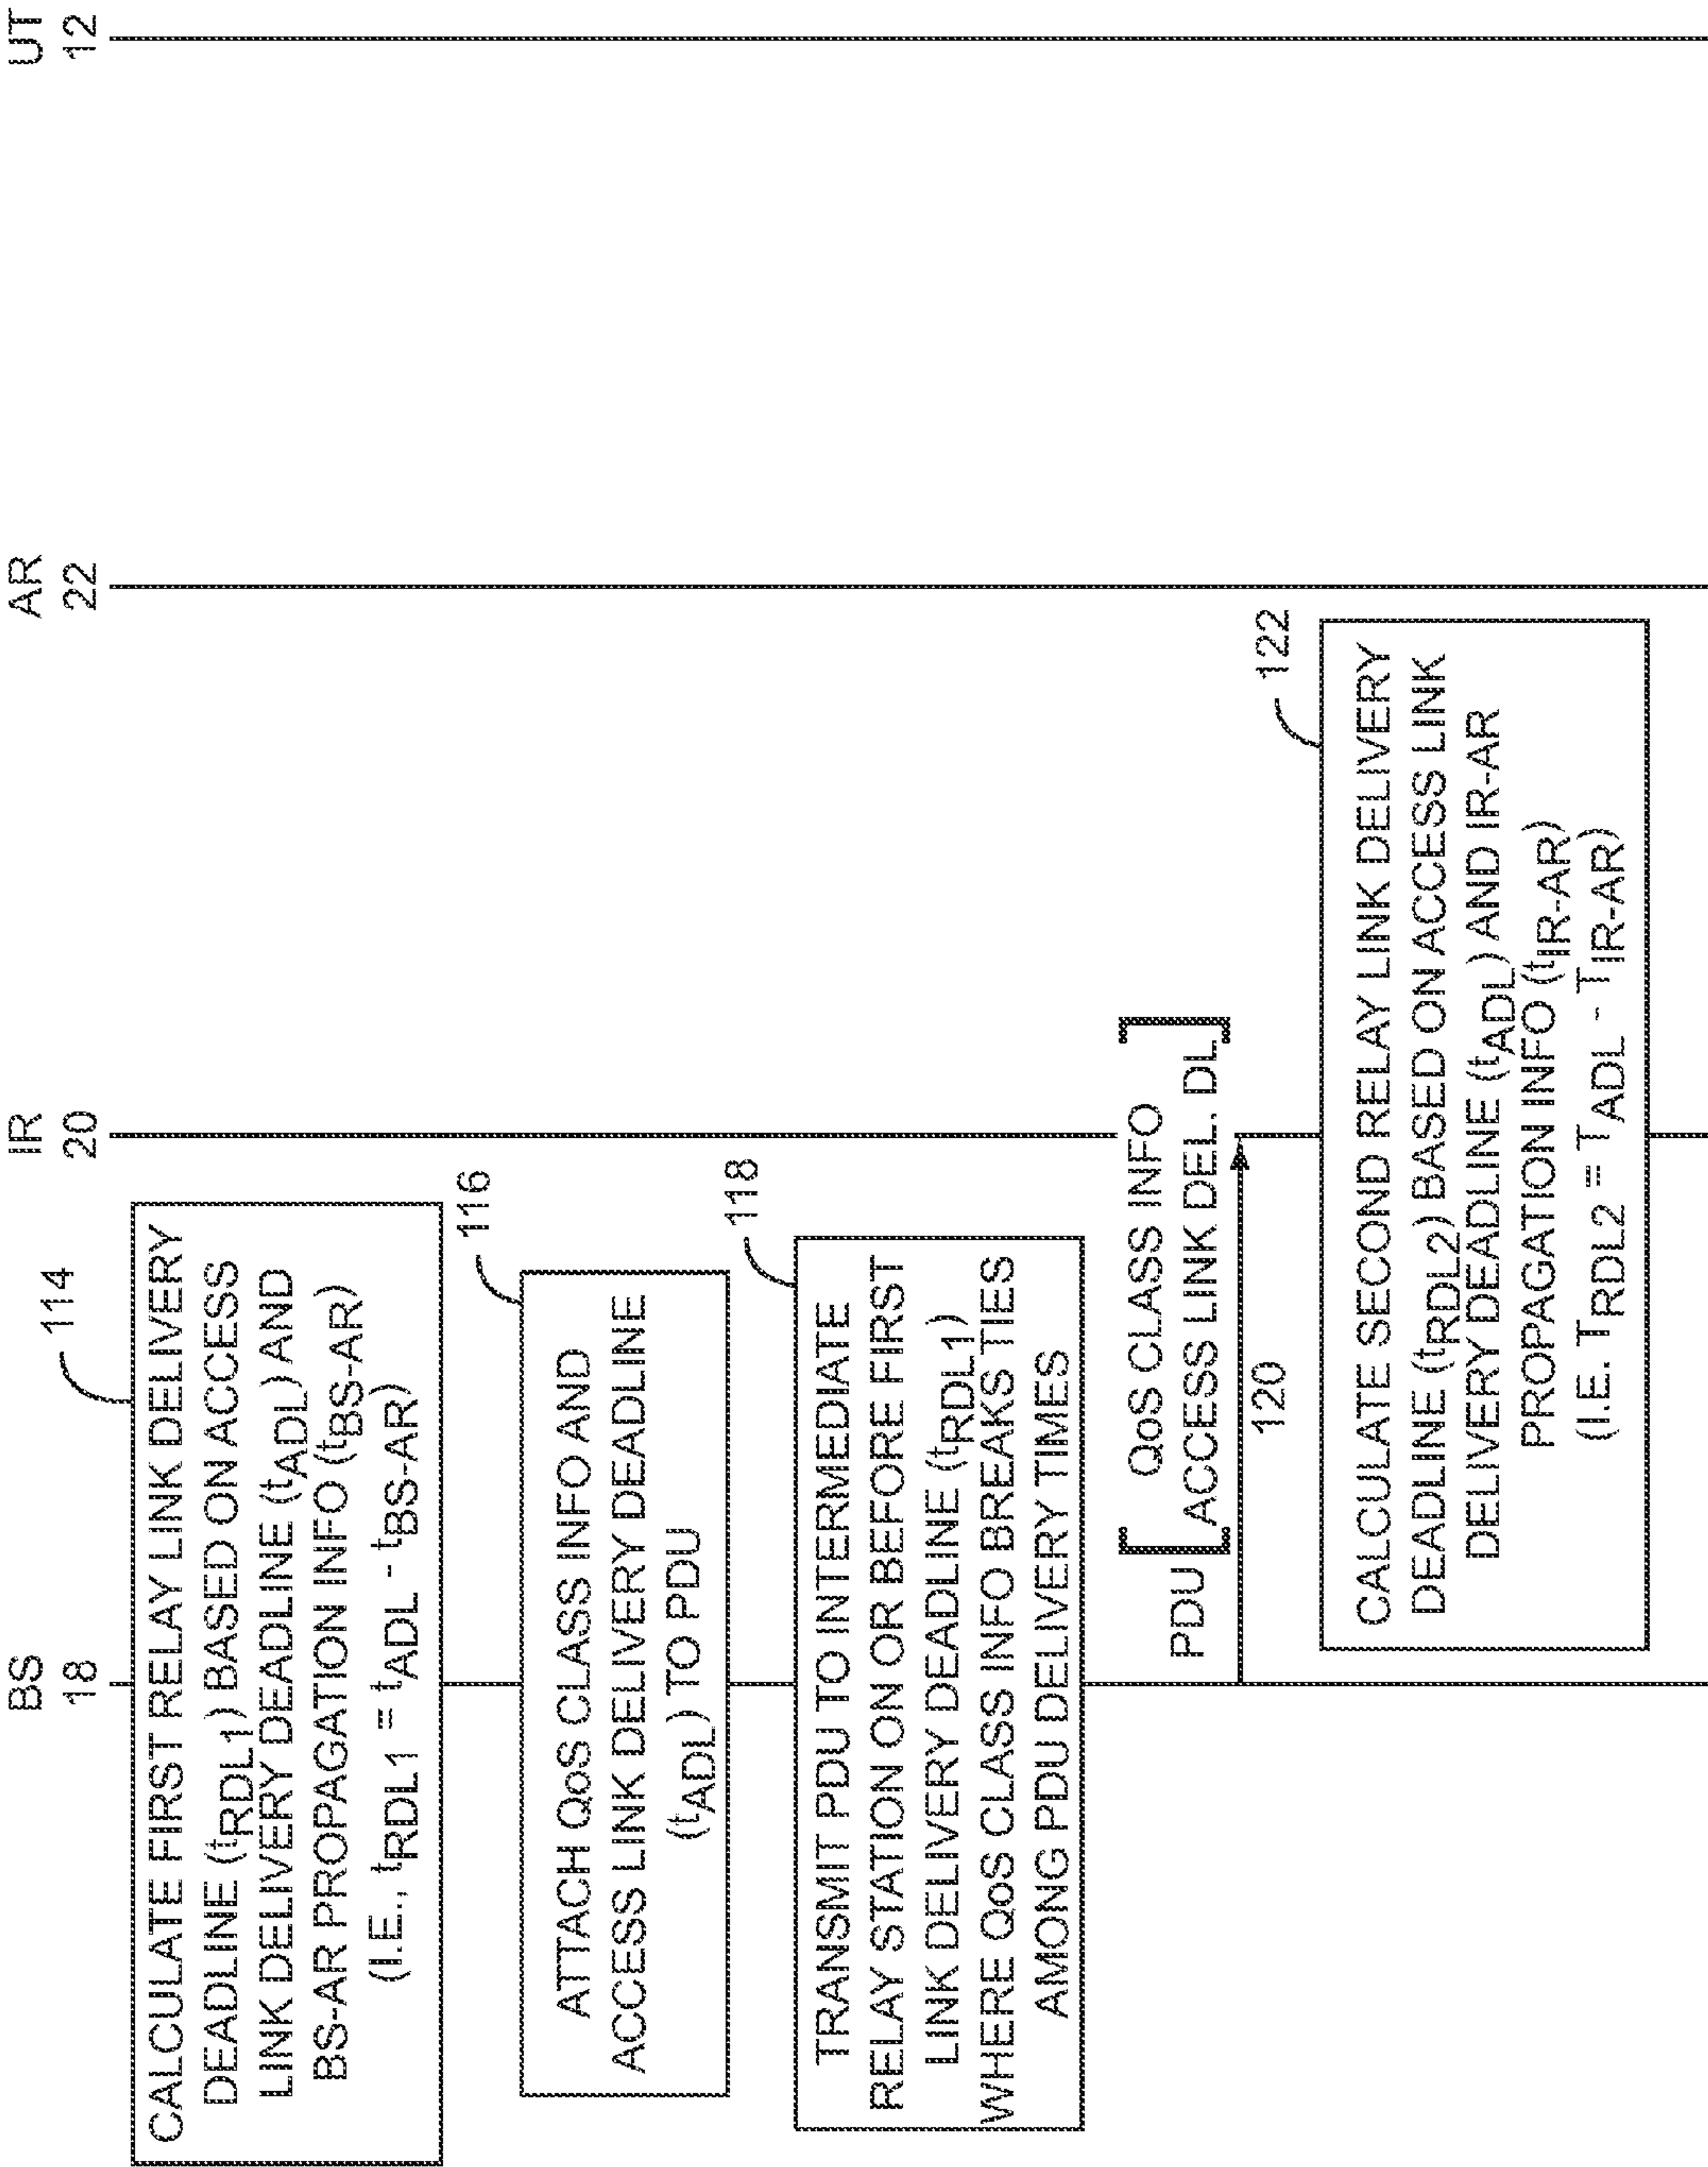 BS
18
IR
20
AR
22
UT
12
114
CALCULATE FIRST RELAY LINK DELIVERY
DEADLINE (tRDL1) BASED ON ACCESS
LINK DELIVERY DEADLINE (tADL) AND
BS-AR PROPAGATION INFO (tBS-AR)
(I.E., tRDL1 = tADL - tBS-AR)
116
ATTACH QoS CLASS INFO AND
ACCESS LINK DELIVERY DEADLINE
(tADL) TO PDU
118
TRANSMIT PDU TO INTERMEDIATE
RELAY STATION ON OR BEFORE FIRST
LINK DELIVERY DEADLINE (tRDL1)
WHERE QoS CLASS INFO BREAKS TIES
AMONG PDU DELIVERY TIMES
QoS CLASS INFO
PDU
ACCESS LINK DEL. DL
120
122
CALCULATE SECOND RELAY LINK DELIVERY
DEADLINE (tRDL2) BASED ON ACCESS LINK
DELIVERY DEADLINE (tADL) AND IR-AR
PROPAGATION INFO (tIR-AR)
(I.E. TRDL2 = TADL - TIR-AR)